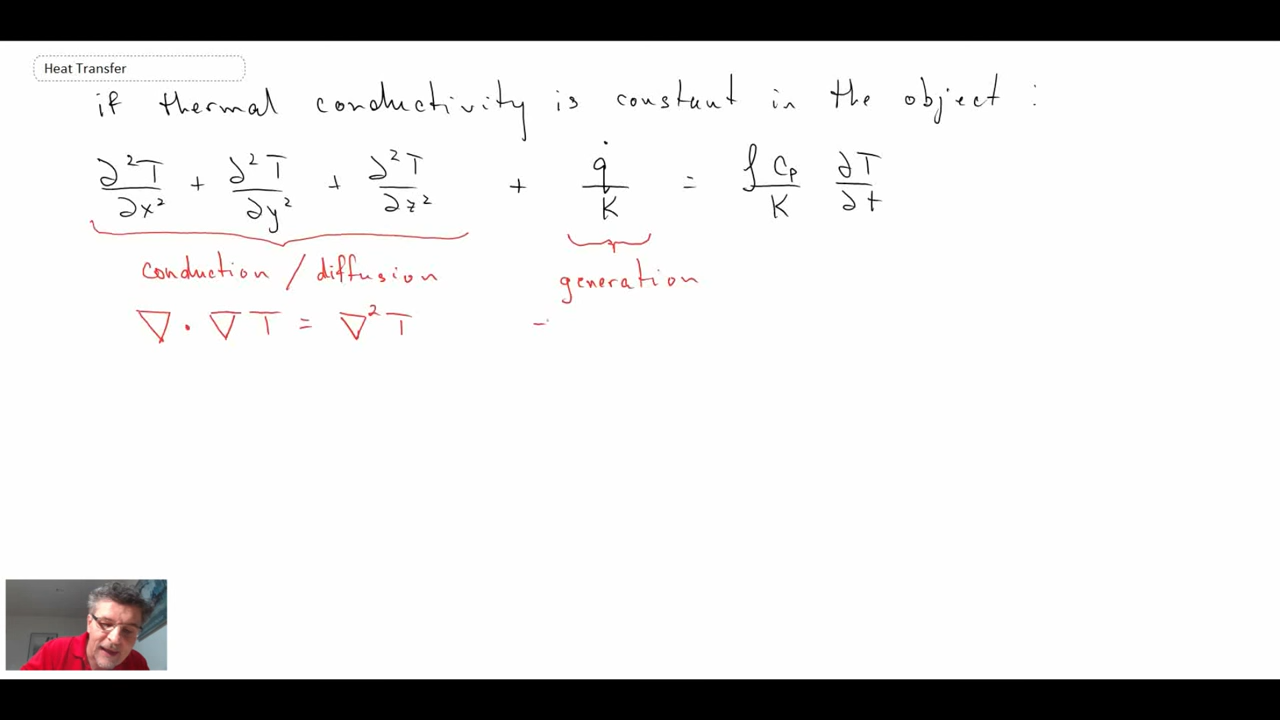 Heat Transfer
if thermal conductivity is constant in the object :
∂²T/∂x² + ∂²T/∂y² + ∂²T/∂z² + q̇/K = ρ Cp/K ∂T/∂t
conduction / diffusion generation
∇ · ∇ T = ∇² T